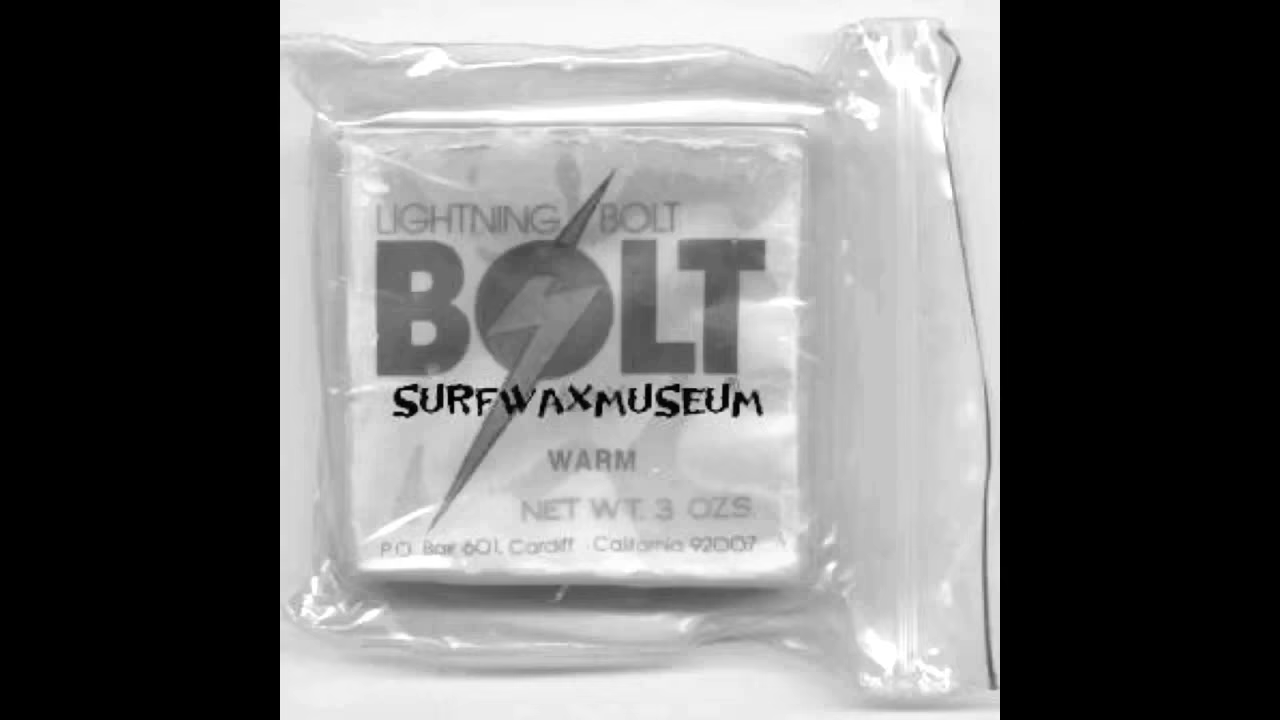 LIGHTNING BOLT
BOLT
SURFWAXMUSEUM
WARM
NET WT. 3 OZS.
P.O. Box 601, Cardiff California 92007